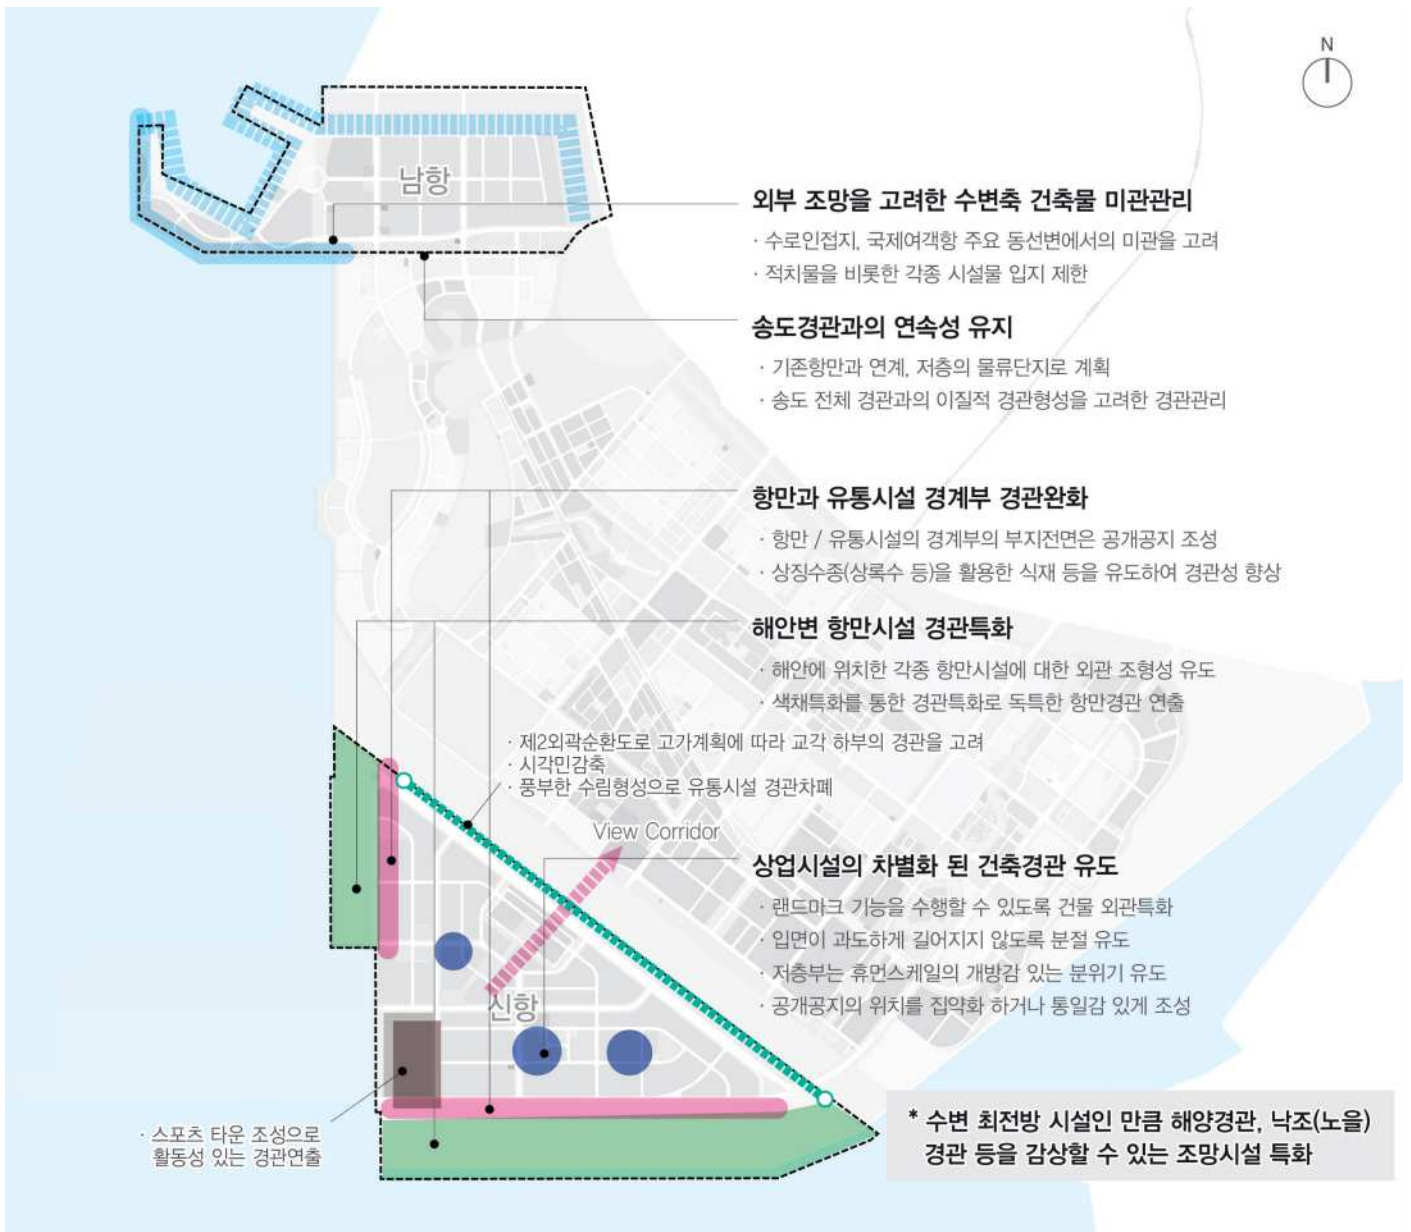 N
남항
외부 조망을 고려한 수변축 건축물 미관관리
· 수로인접지, 국제여객항 주요 동선변에서의 미관을 고려
· 적치물을 비롯한 각종 시설물 입지 제한
송도경관과의 연속성 유지
· 기존항만과 연계, 저층의 물류단지로 계획
· 송도 전체 경관과의 이질적 경관형성을 고려한 경관관리
항만과 유통시설 경계부 경관완화
· 항만 / 유통시설의 경계부의 부지전면은 공개공지 조성
· 상징수종(상록수 등)을 활용한 식재 등을 유도하여 경관성 향상
해안변 항만시설 경관특화
· 해안에 위치한 각종 항만시설에 대한 외관 조형성 유도
· 색채특화를 통한 경관특화로 독특한 항만경관 연출
· 제2외곽순환도로 고가계획에 따라 교각 하부의 경관을 고려
· 시각민감축
· 풍부한 수림형성으로 유통시설 경관차폐
View Corridor
상업시설의 차별화 된 건축경관 유도
· 랜드마크 기능을 수행할 수 있도록 건물 외관특화
· 입면이 과도하게 길어지지 않도록 분절 유도
· 저층부는 휴먼스케일의 개방감 있는 분위기 유도
· 공개공지의 위치를 집약화 하거나 통일감 있게 조성
신항
· 스포츠 타운 조성으로
활동성 있는 경관연출
* 수변 최전방 시설인 만큼 해양경관, 낙조(노을)
경관 등을 감상할 수 있는 조망시설 특화